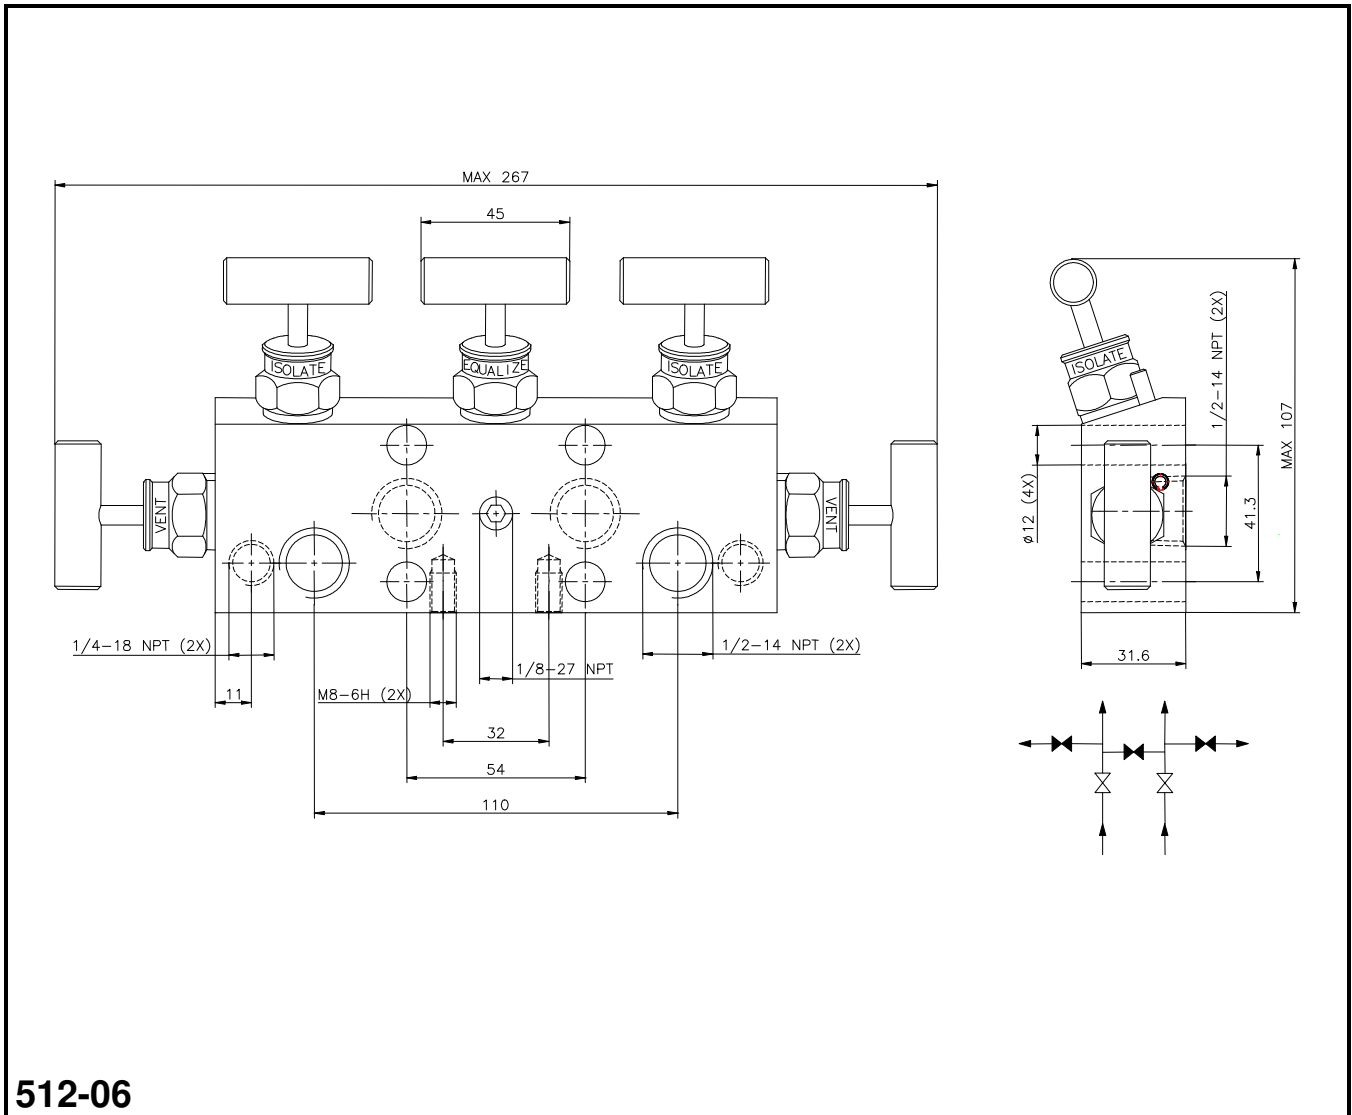 MAX 267
45
ISOLATE
EQUALIZE
ISOLATE
VENT
VENT
1/4-18 NPT (2X)
11
M8-6H (2X)
1/8-27 NPT
1/2-14 NPT (2X)
32
54
110
ISOLATE
1/2-14 NPT (2X)
MAX 107
ø12 (4X)
41.3
31.6
512-06